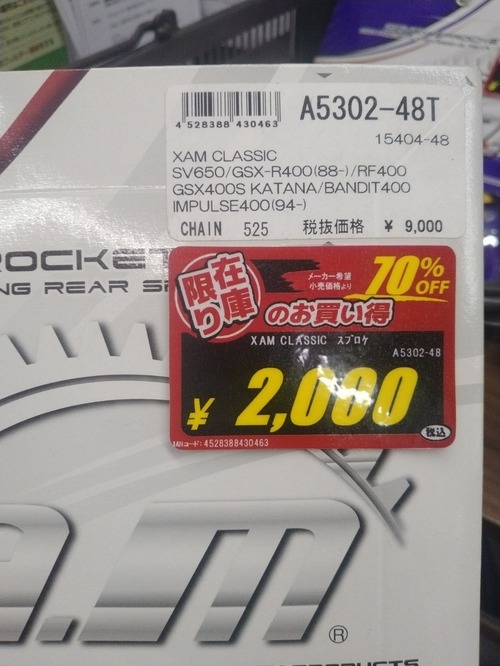 4 528388 430463
A5302-48T
15404-48
XAM CLASSIC
SV650/GSX-R400(88-)/RF400
GSX400S KATANA/BANDIT400
IMPULSE400(94-)
CHAIN 525 税抜価格 ¥ 9,000
ROCKET
NG REAR SP
在庫
限り
のお買い得
メーカー希望
小売価格より
70%
OFF
XAM CLASSIC スプロケ
A5302-48
¥ 2,000
税込
JANコード:4528388430463
a.m
®
PRODUCTS